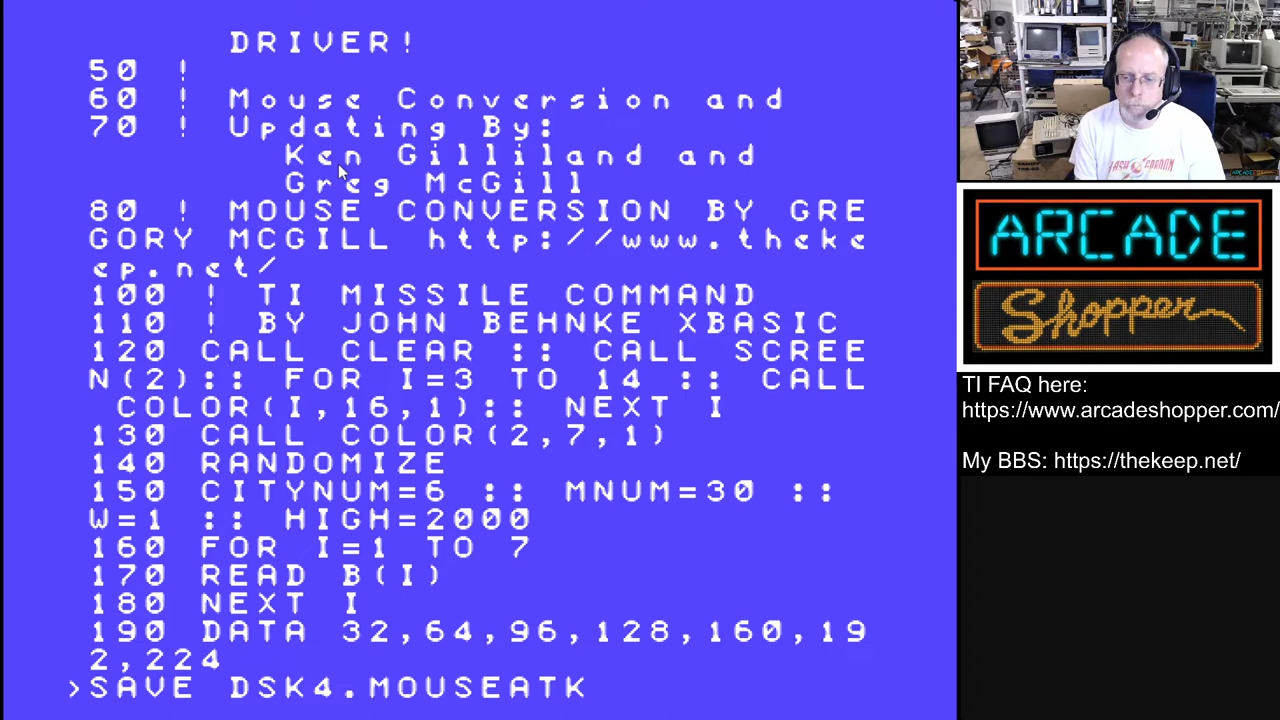 DRIVER!
50 !
60 ! Mouse Conversion and
70 ! Updating By:
Ken Gilliland and
Greg McGill
80 ! MOUSE CONVERSION BY GRE
GORY MCGILL http://www.theke
ep.net/
100 ! TI MISSILE COMMAND
110 ! BY JOHN BEHNKE XBASIC
120 CALL CLEAR :: CALL SCREE
N(2):: FOR I=3 TO 14 :: CALL
COLOR(I,16,1):: NEXT I
130 CALL COLOR(2,7,1)
140 RANDOMIZE
150 CITYNUM=6 :: MNUM=30 ::
W=1 :: HIGH=2000
160 FOR I=1 TO 7
170 READ B(I)
180 NEXT I
190 DATA 32,64,96,128,160,19
2,224
>SAVE DSK4.MOUSEATK
ARCADE
Shopper
TI FAQ here:
https://www.arcadeshopper.com/
My BBS: https://thekeep.net/